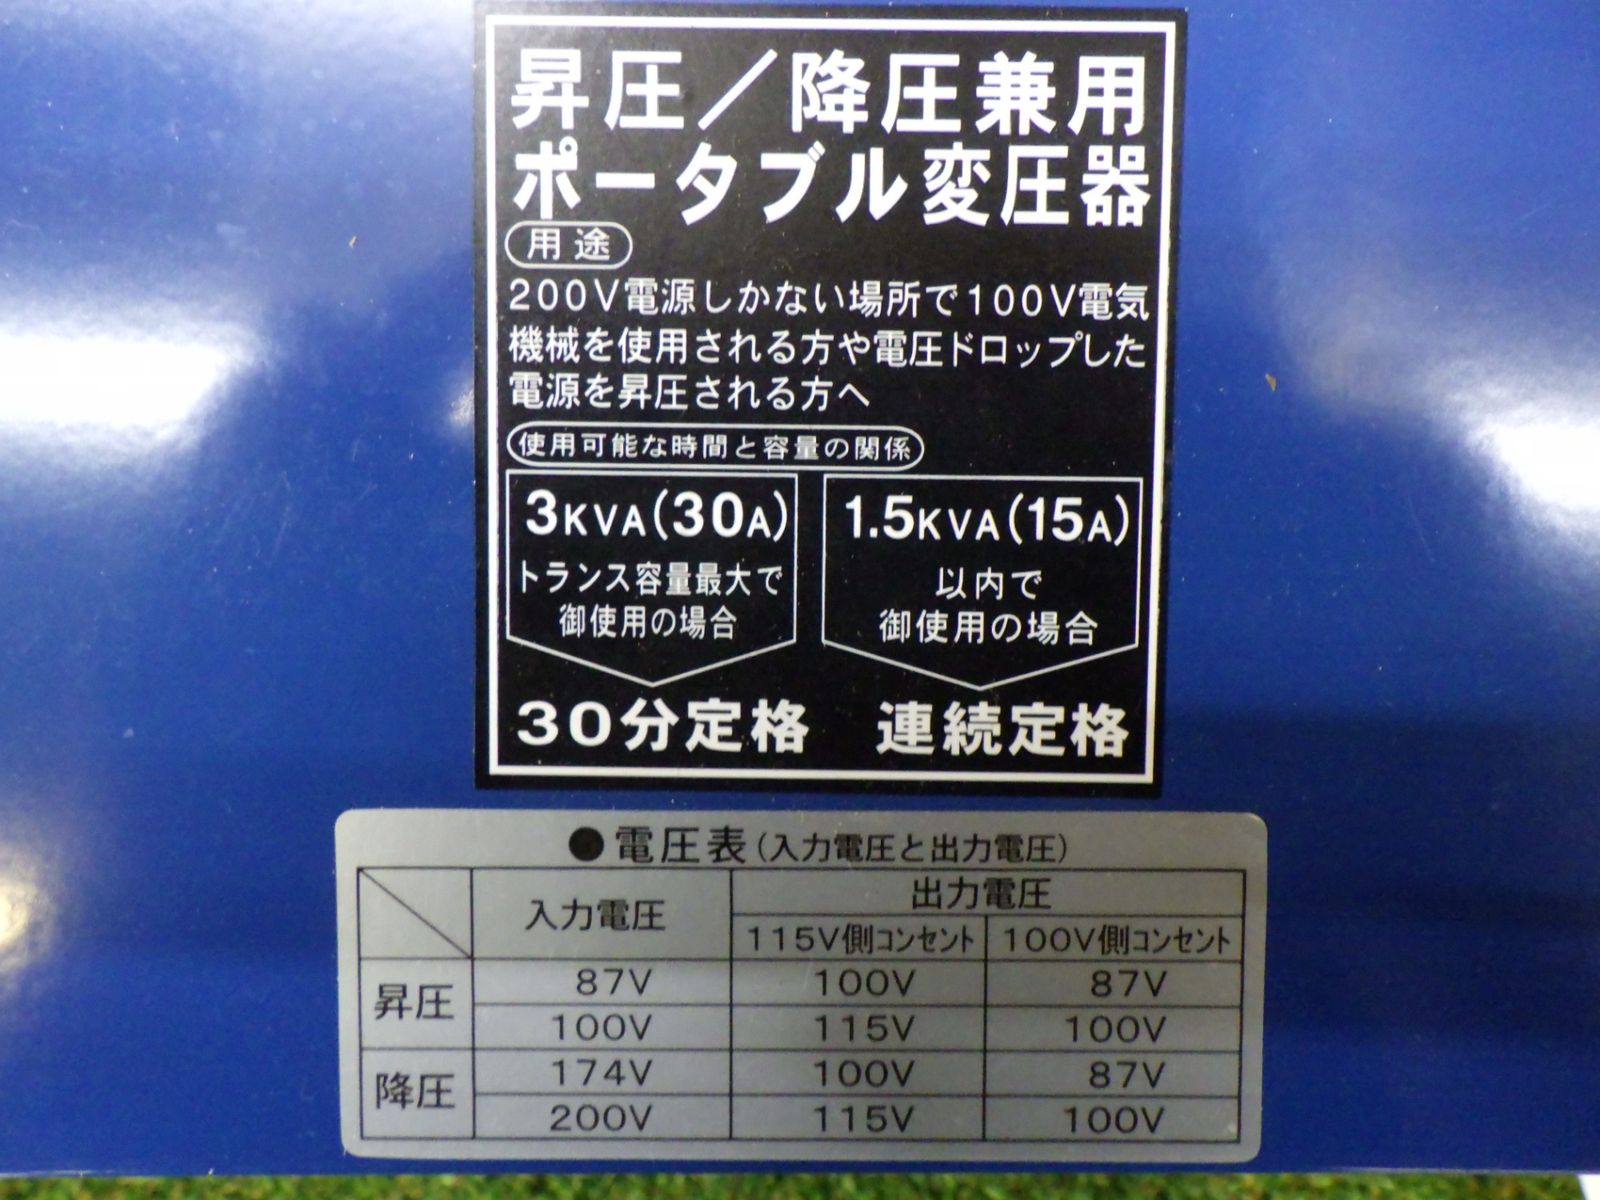 昇圧／降圧兼用
ポータブル変圧器
用途
200V電源しかない場所で100V電気
機械を使用される方や電圧ドロップした
電源を昇圧される方へ
使用可能な時間と容量の関係
3KVA(30A)
トランス容量最大で
御使用の場合
30分定格
1.5KVA(15A)
以内で
御使用の場合
連続定格
●電圧表(入力電圧と出力電圧)
入力電圧 出力電圧
115V側コンセント 100V側コンセント
昇圧 87V 100V 87V
100V 115V 100V
降圧 174V 100V 87V
200V 115V 100V